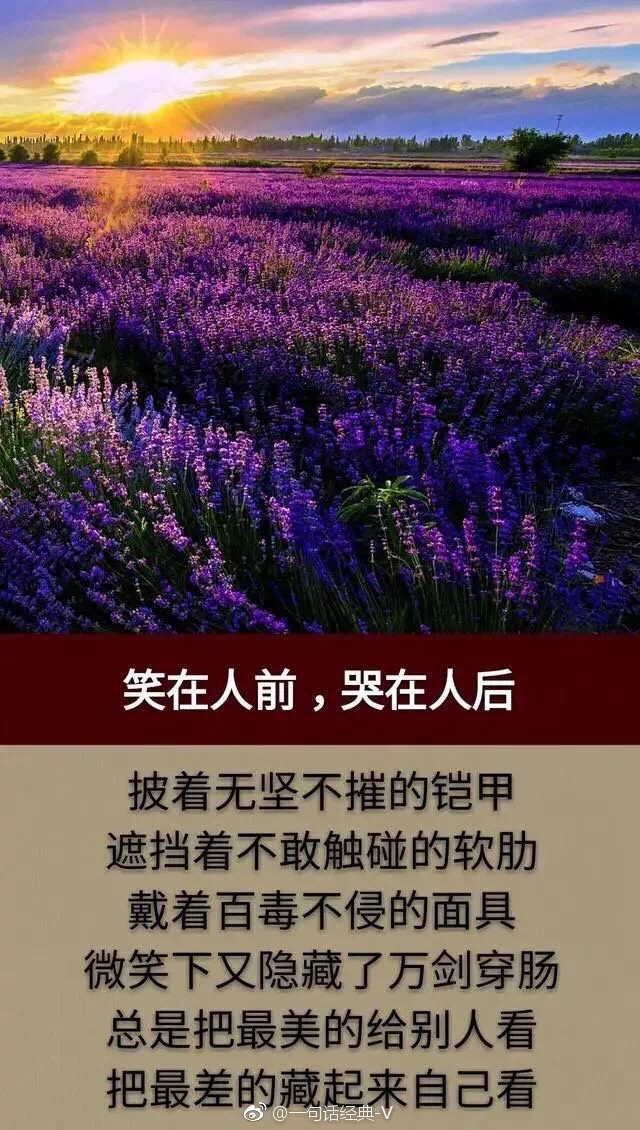 笑在人前，哭在人后
披着无坚不摧的铠甲
遮挡着不敢触碰的软肋
戴着百毒不侵的面具
微笑下又隐藏了万剑穿肠
总是把最美的给别人看
把最差的藏起来自己看
@一句话经典-V